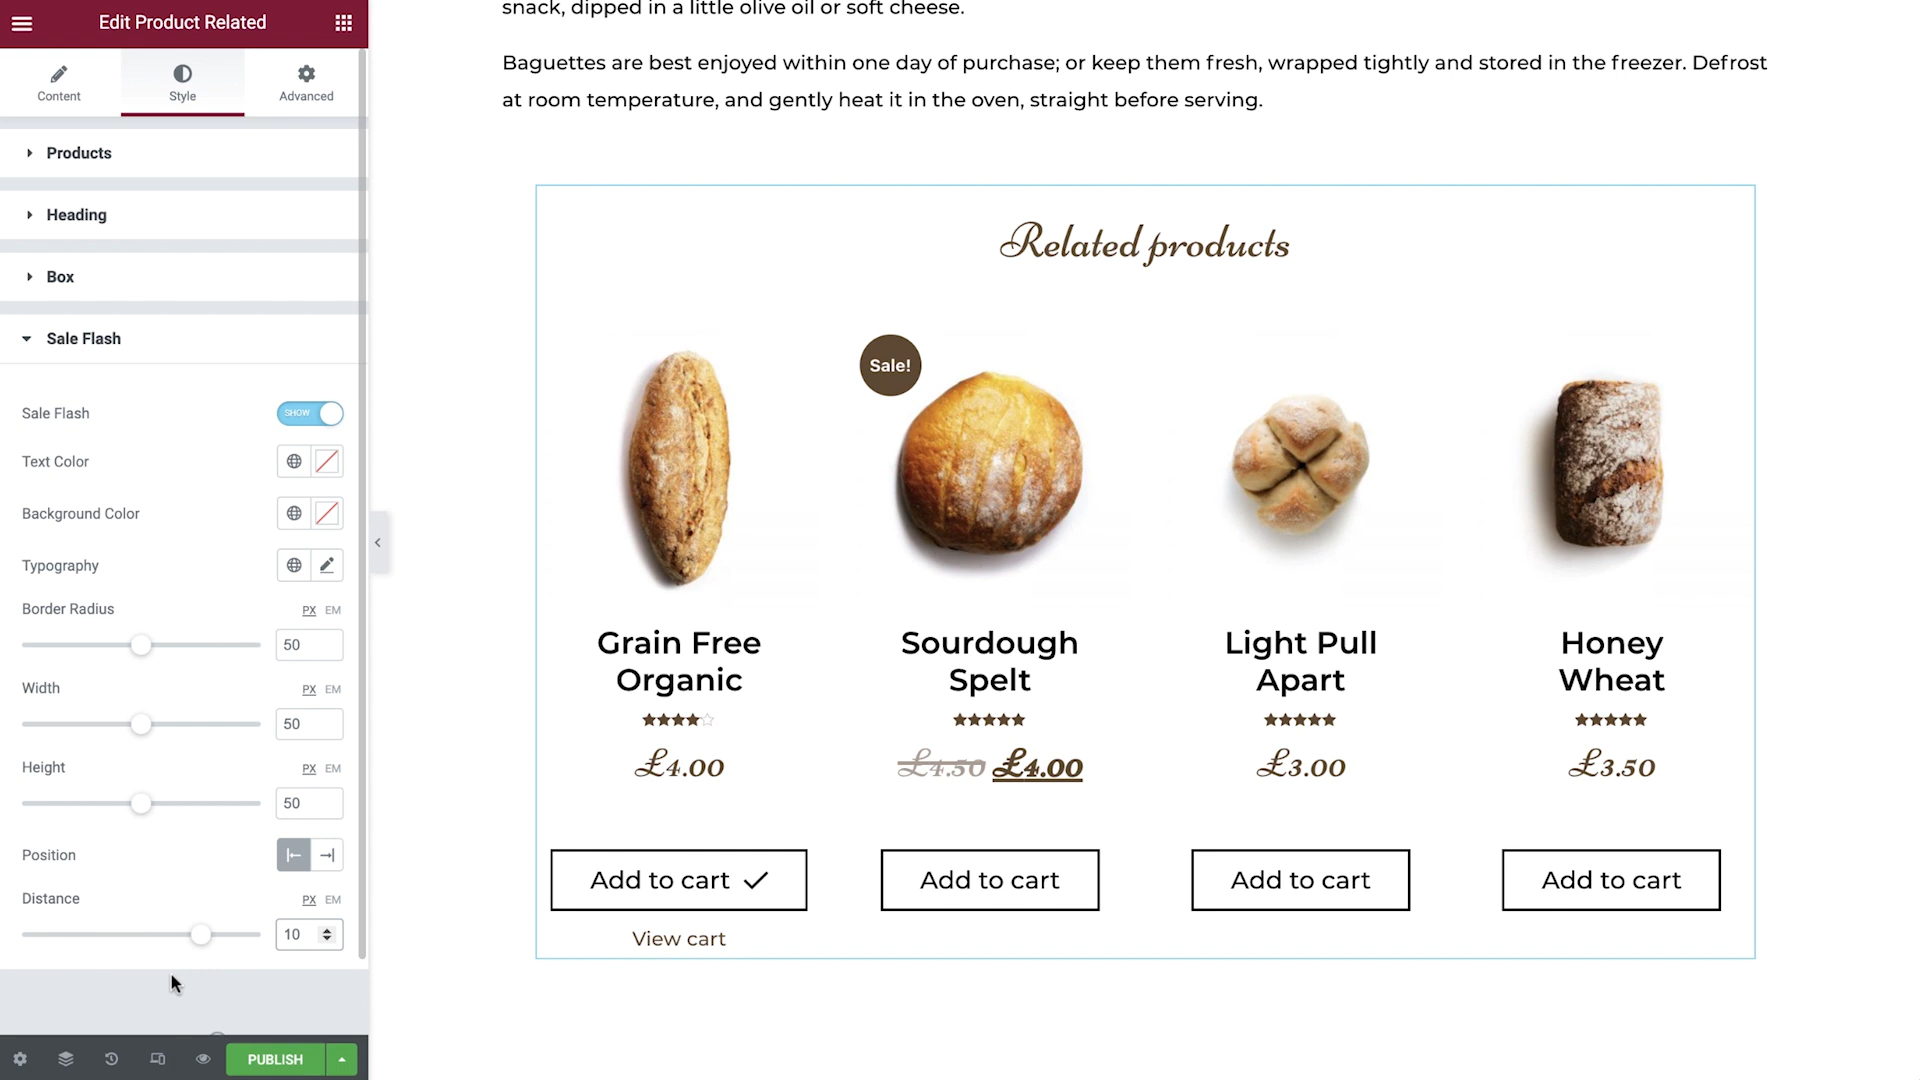 Edit Product Related
Content
Style
Advanced
Products
Heading
Box
Sale Flash
Sale Flash
SHOW
Text Color
Background Color
Typography
Border Radius
PX EM
50
Width
PX EM
50
Height
PX EM
50
Position
Distance
PX EM
10
PUBLISH
snack, dipped in a little olive oil or soft cheese.
Baguettes are best enjoyed within one day of purchase; or keep them fresh, wrapped tightly and stored in the freezer. Defrost
at room temperature, and gently heat it in the oven, straight before serving.
Related products
Grain Free
Organic
£4.00
Add to cart
View cart
Sale!
Sourdough
Spelt
£4.50 £4.00
Add to cart
Light Pull
Apart
£3.00
Add to cart
Honey
Wheat
£3.50
Add to cart